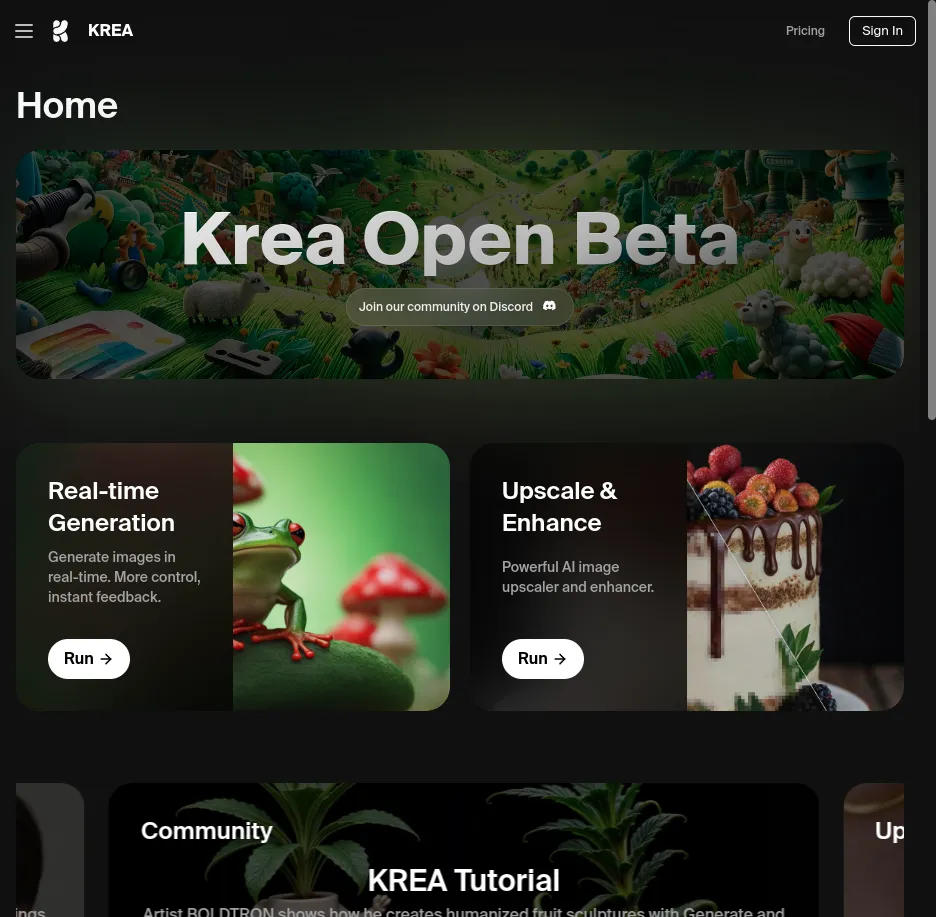 KREA
Pricing
Sign In
Home
Krea Open Beta
Join our community on Discord
Real-time
Generation
Generate images in
real-time. More control,
instant feedback.
Run
Upscale &
Enhance
Powerful AI image
upscaler and enhancer.
Run
Community
Up
KREA Tutorial
ings
Artist BOLDTRON shows how he creates humanized fruit sculptures with Generate and